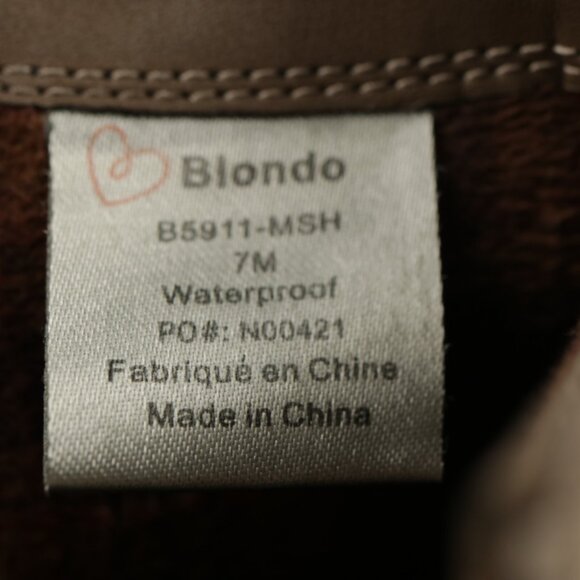 Blondo
B5911-MSH
7M
Waterproof
PO#: N00421
Fabriqué en Chine
Made in China